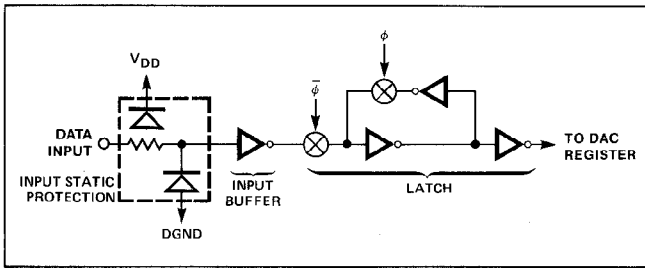 V_DD
φ
φ̄
DATA
INPUT
TO DAC
REGISTER
INPUT STATIC
PROTECTION
INPUT
BUFFER
LATCH
DGND